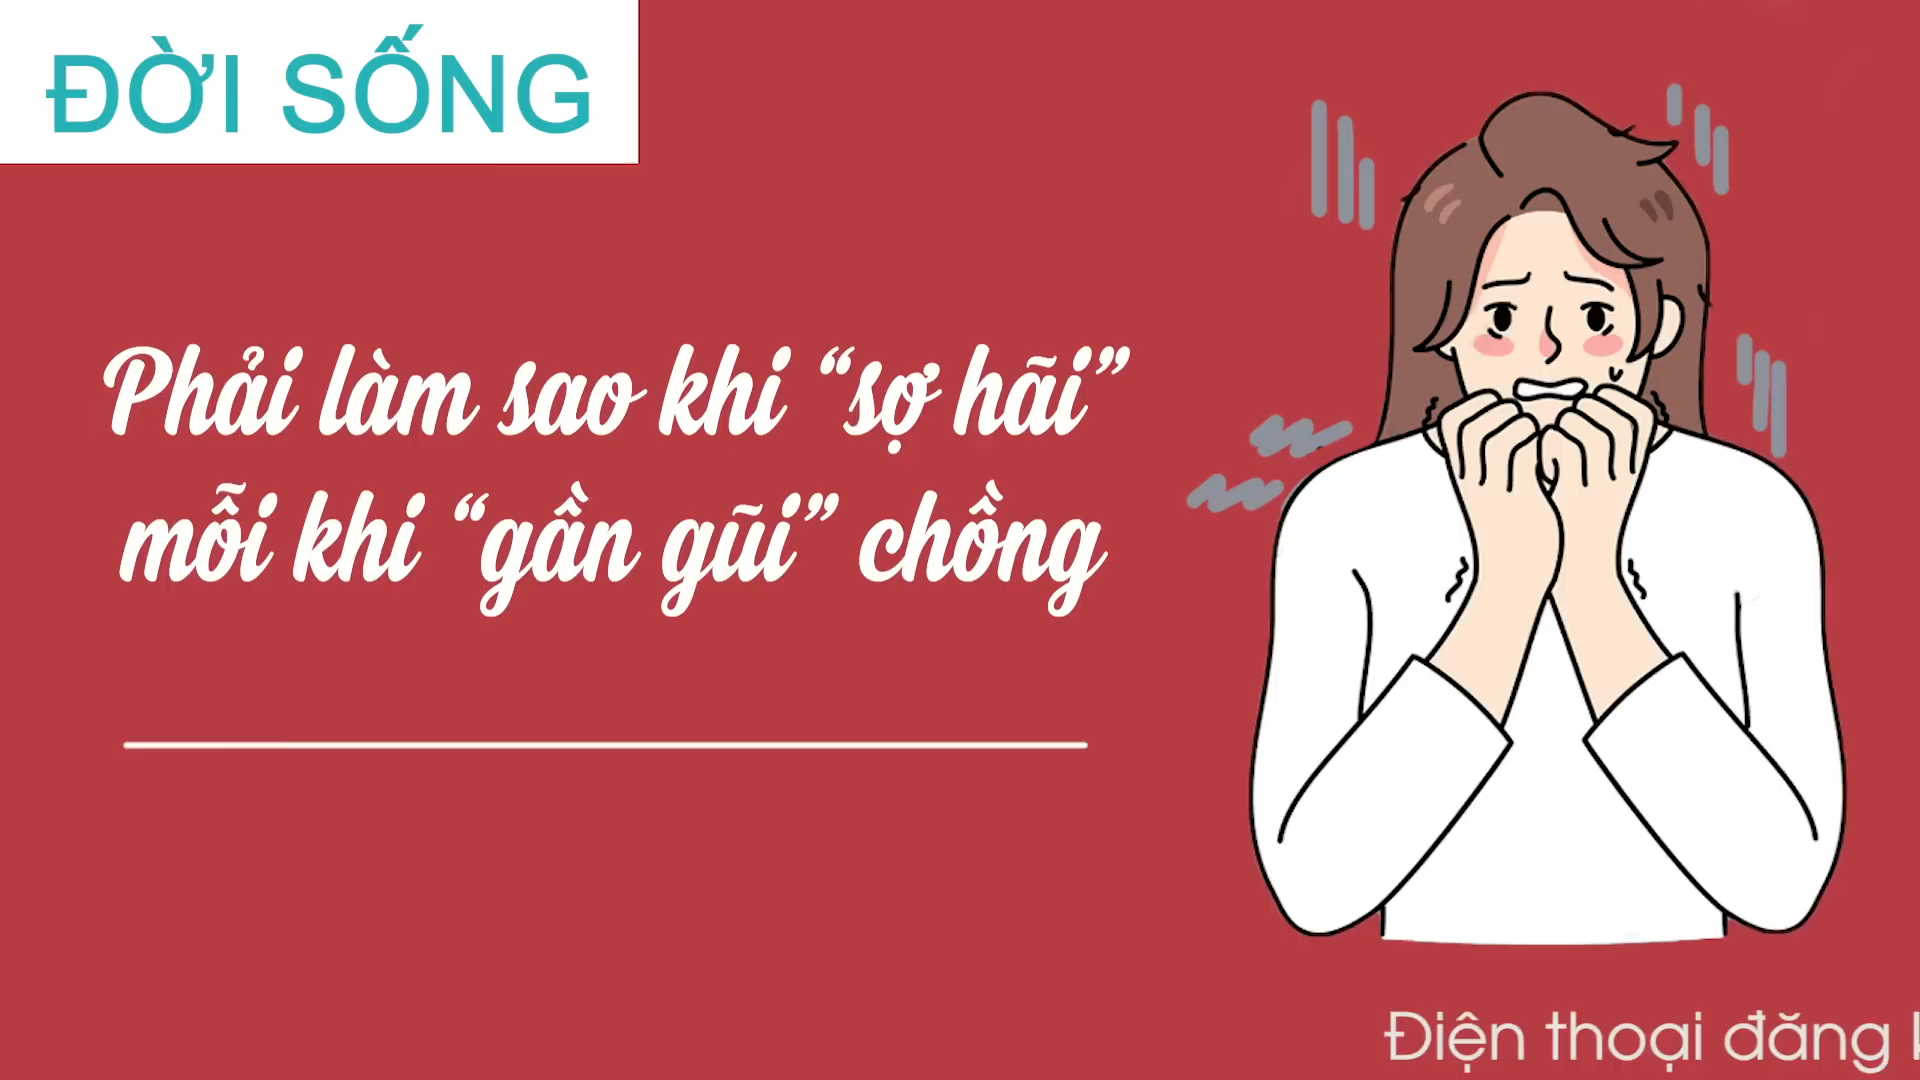 ĐỜI SỐNG
Phải làm sao khi “sợ hãi”
mỗi khi “gần gũi” chồng
Điện thoại đăng